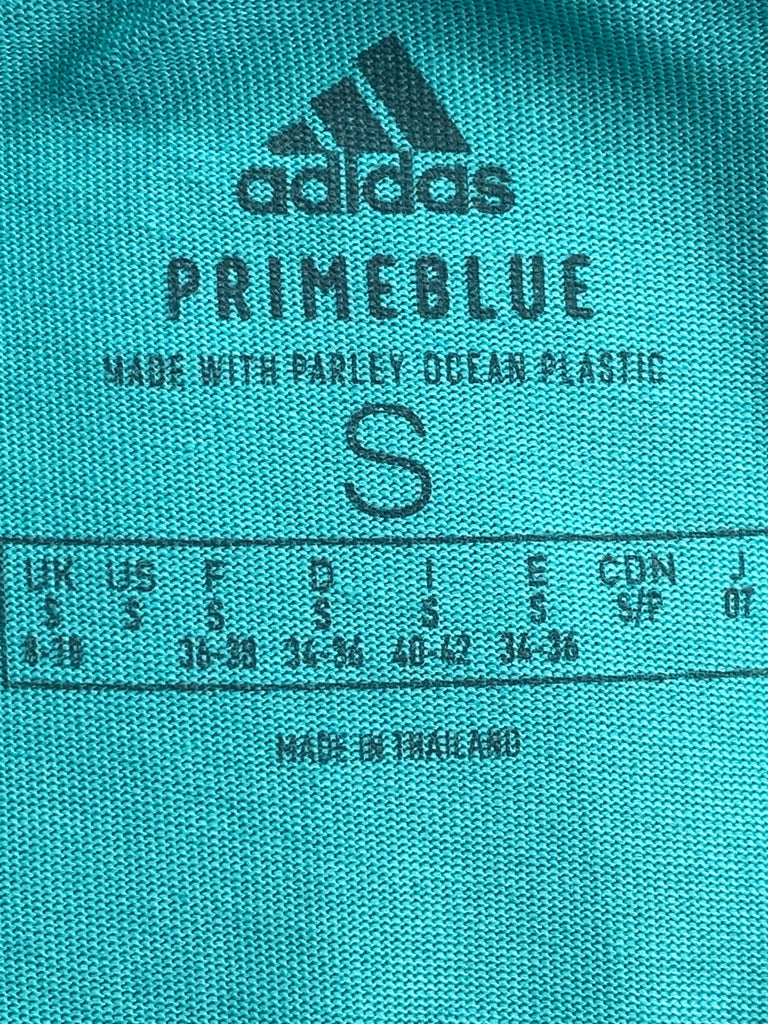 adidas
PRIMEBLUE
MADE WITH PARLEY OCEAN PLASTIC
S
UK US F D I E CDN J
S S S S S S S/P OT
8-10 36-38 34-36 40-42 34-36
MADE IN THAILAND